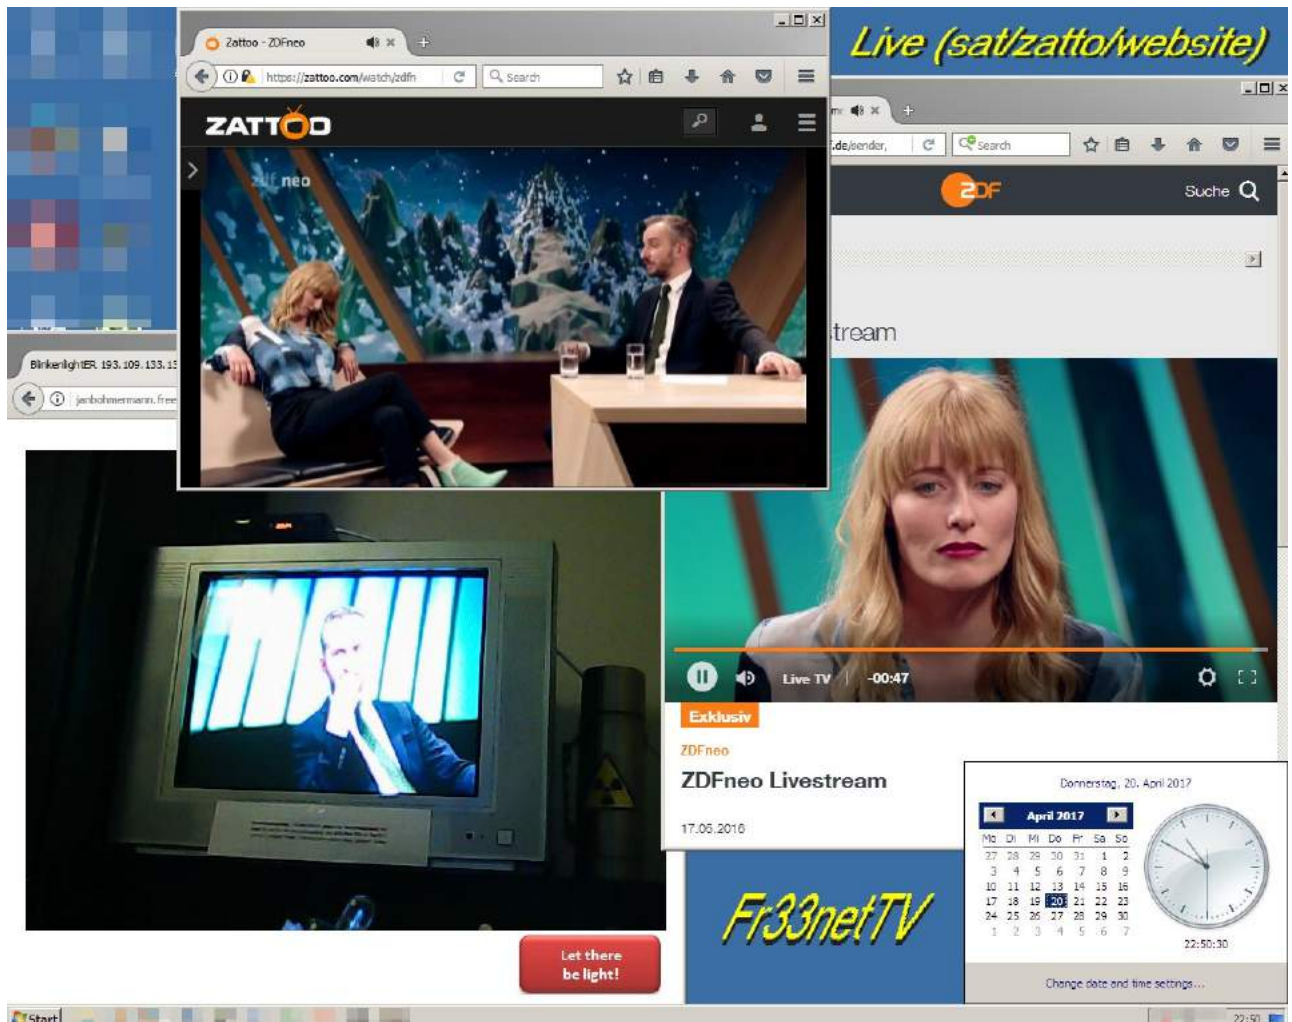 Zattoo - ZDFneo
https://zattoo.com/watch/zdfn
Search
ZATTOO
zdf neo
Live (sat/zatto/website)
f.de/sender,
Search
ZDF
Suche
stream
BlinkenlightER 193.109.133.13
janbohmermann.free
Live TV
-00:47
Exklusiv
ZDFneo
ZDFneo Livestream
17.06.2016
Let there
be light!
Fr33netTV
Donnerstag, 20. April 2017
April 2017
Mo Di Mi Do Fr Sa So
27 28 29 30 31 1 2
3 4 5 6 7 8 9
10 11 12 13 14 15 16
17 18 19 20 21 22 23
24 25 26 27 28 29 30
1 2 3 4 5 6 7
22:50:30
Change date and time settings...
Start
22:50